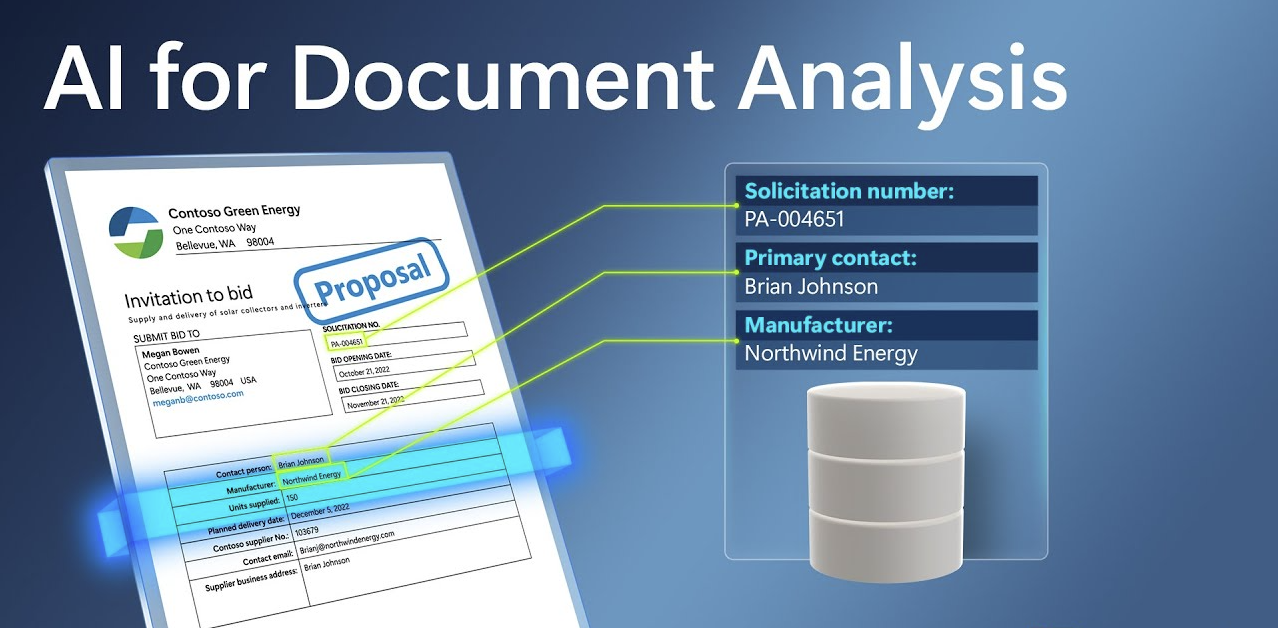 AI for Document Analysis
Contoso Green Energy
One Contoso Way
Bellevue, WA 98004
Proposal
Invitation to bid
Supply and delivery of solar collectors and inverters
SUBMIT BID TO
Megan Bowen
Contoso Green Energy
One Contoso Way
Bellevue, WA 98004 USA
meganb@contoso.com
SOLICITATION NO.
PA-004651
BID OPENING DATE:
October 21, 2022
BID CLOSING DATE:
November 21, 2022
Contact person: Brian Johnson
Manufacturer: Northwind Energy
Units supplied: 150
Planned delivery date: December 5, 2022
Contoso supplier No.: 103679
Contact email: Brianj@northwindenergy.com
Supplier business address: Brian Johnson
Solicitation number:
PA-004651
Primary contact:
Brian Johnson
Manufacturer:
Northwind Energy